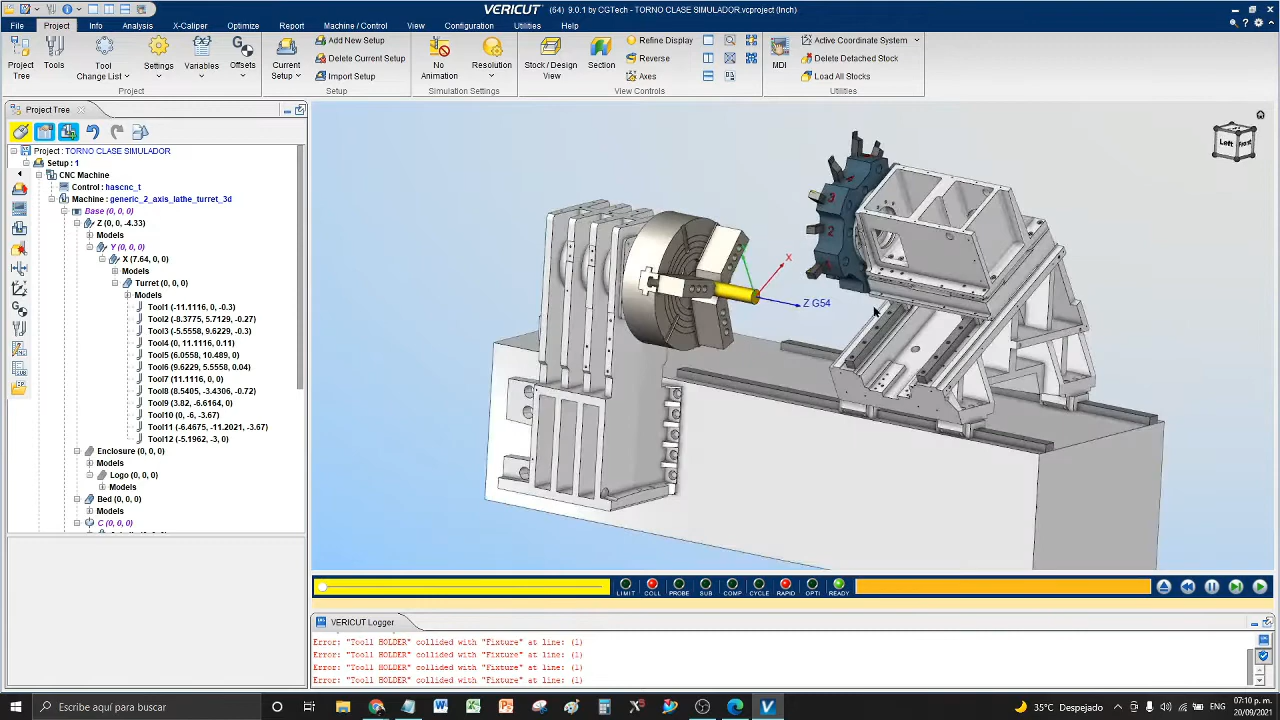 VERICUT (64) 9.0.1 by CGTech - TORNO CLASE SIMULADOR.vcproject (Inch)
File Project Info Analysis X-Caliper Optimize Report Machine / Control View Configuration Utilities Help
Project Tree
Tools
Tool Change List
Settings
Variables
Offsets
Project
Current Setup
Add New Setup
Delete Current Setup
Import Setup
Setup
No Animation
Resolution
Simulation Settings
Stock / Design View
Section
Refine Display
Reverse
Axes
View Controls
MDI
Active Coordinate System
Delete Detached Stock
Load All Stocks
Utilities
Project Tree
Project : TORNO CLASE SIMULADOR
Setup : 1
CNC Machine
Control : hascnc_t
Machine : generic_2_axis_lathe_turret_3d
Base (0, 0, 0)
Z (0, 0, -4.33)
Models
Y (0, 0, 0)
X (7.64, 0, 0)
Models
Turret (0, 0, 0)
Models
Tool1 (-11.1116, 0, -0.3)
Tool2 (-8.3775, 5.7119, -0.27)
Tool3 (-5.5558, 9.6229, -0.3)
Tool4 (0, 11.1116, 0.11)
Tool5 (6.0558, 10.489, 0)
Tool6 (9.6229, 5.5558, 0.04)
Tool7 (11.1116, 0, 0)
Tool8 (8.5405, -3.4306, -0.72)
Tool9 (3.82, -6.6164, 0)
Tool10 (0, -6, -3.67)
Tool11 (-6.4675, -11.2021, -3.67)
Tool12 (-5.1962, -3, 0)
Enclosure (0, 0, 0)
Models
Logo (0, 0, 0)
Models
Bed (0, 0, 0)
Models
C (0, 0, 0)
Left
Front
3
2
X
Z G54
LIMIT COLL PROBE SUB COMP CYCLE RAPID OPTI READY
VERICUT Logger
Error: "Tool1 HOLDER" collided with "Fixture" at line: (1)
Error: "Tool1 HOLDER" collided with "Fixture" at line: (1)
Error: "Tool1 HOLDER" collided with "Fixture" at line: (1)
Error: "Tool1 HOLDER" collided with "Fixture" at line: (1)
Escribe aquí para buscar
35°C Despejado
ENG
07:10 p. m.
20/09/2021